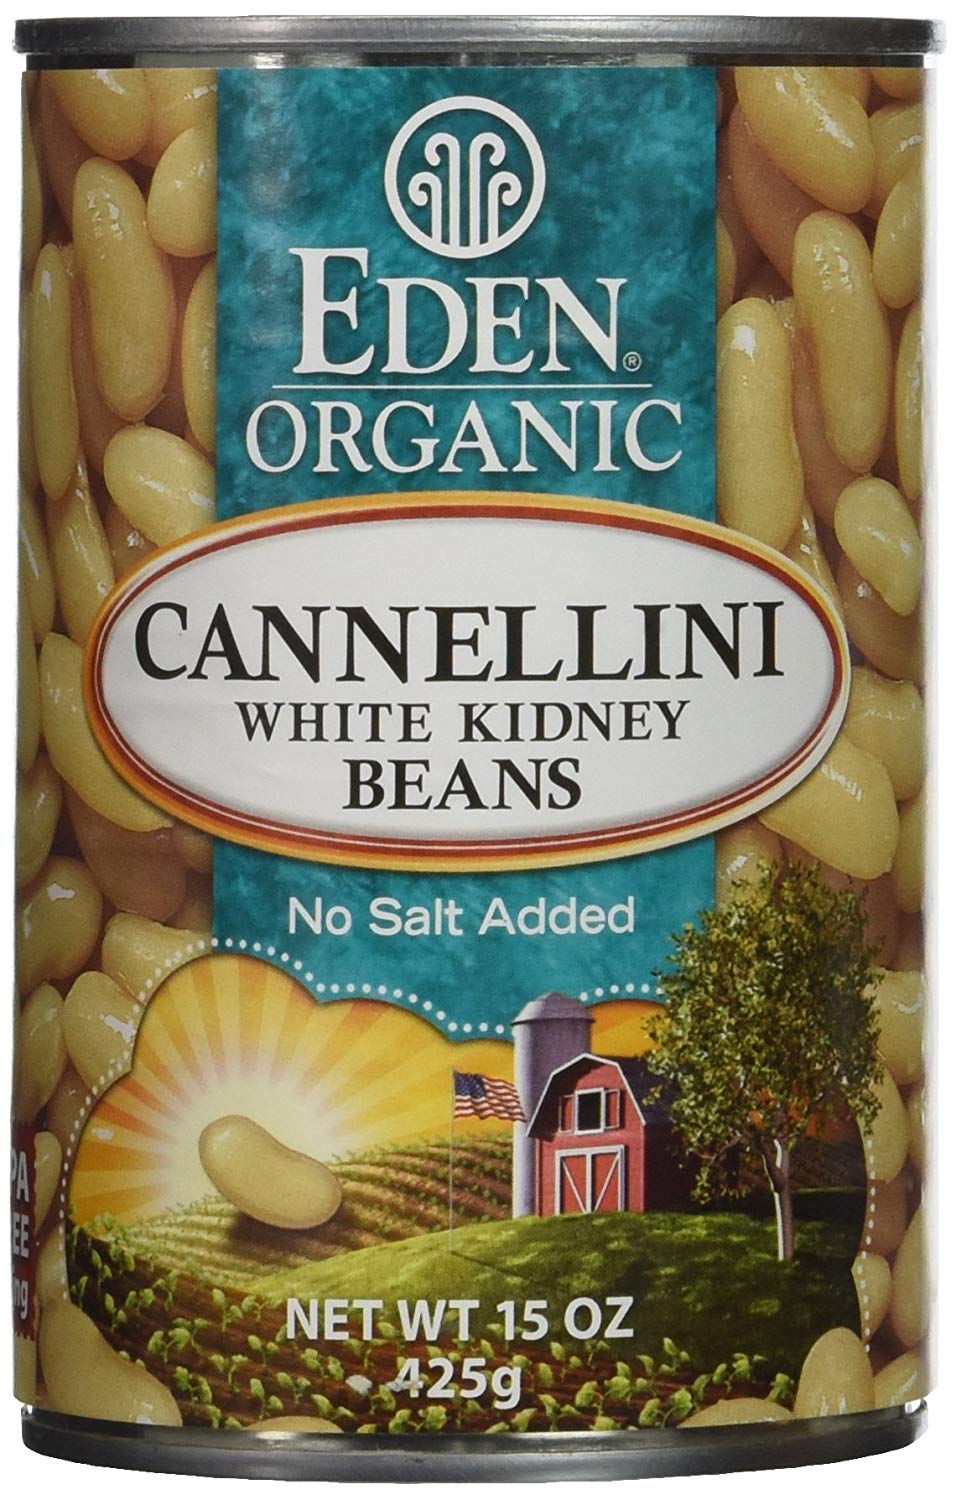 EDEN®
ORGANIC
CANNELLINI
WHITE KIDNEY
BEANS
No Salt Added
NET WT 15 OZ
425g